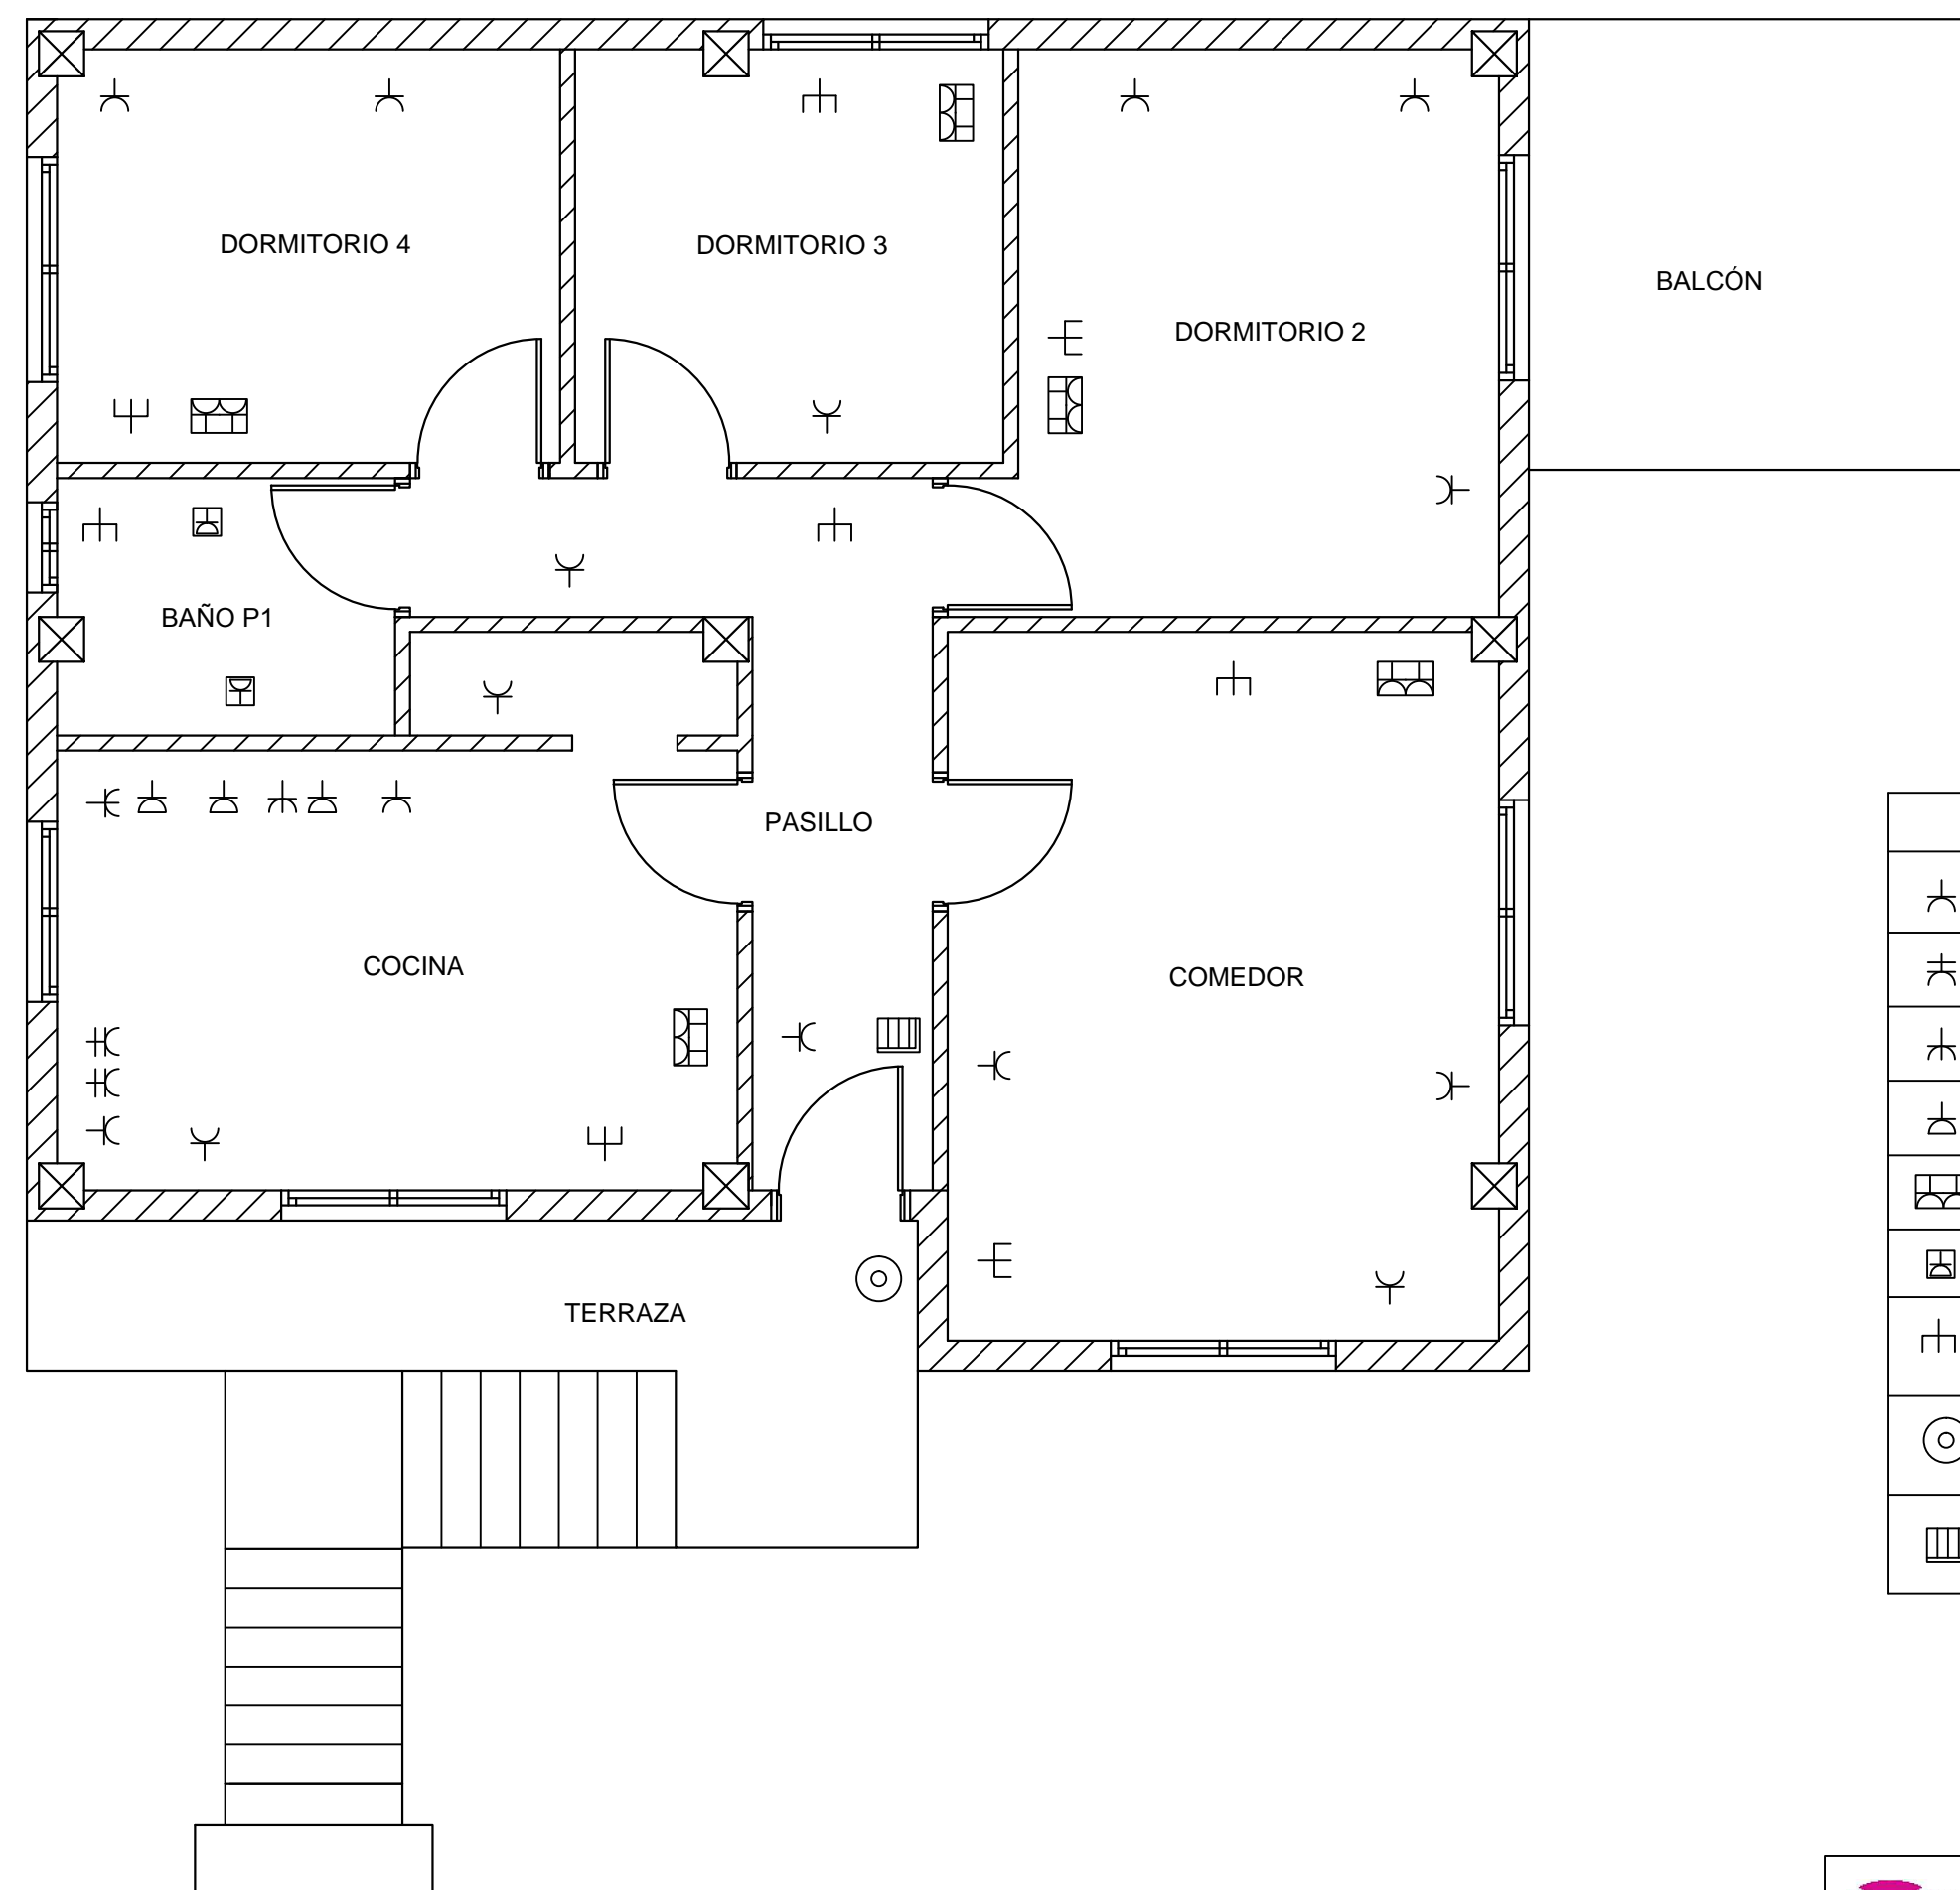 DORMITORIO 4
DORMITORIO 3
BALCÓN
DORMITORIO 2
BAÑO P1
PASILLO
COCINA
COMEDOR
TERRAZA